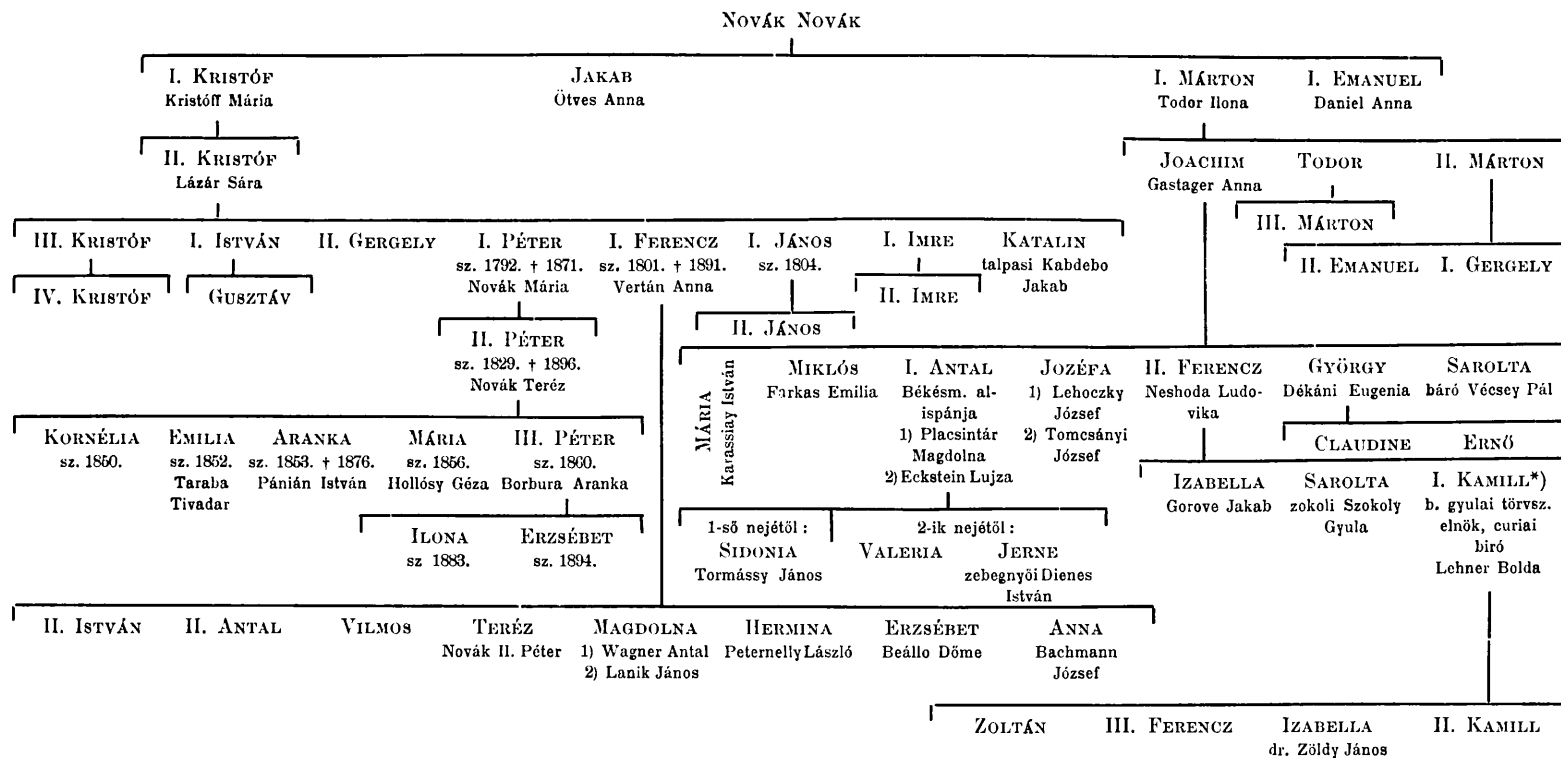 NOVÁK NOVÁK
I. KRISTÓF
Kristóff Mária
JAKAB
Ötves Anna
I. MÁRTON
Todor Ilona
I. EMANUEL
Daniel Anna
II. KRISTÓF
Lázár Sára
JOACHIM
Gastager Anna
TODOR
II. MÁRTON
III. MÁRTON
II. EMANUEL
I. GERGELY
III. KRISTÓF
I. ISTVÁN
II. GERGELY
I. PÉTER
sz. 1792. † 1871.
Novák Mária
I. FERENCZ
sz. 1801. † 1891.
Vertán Anna
I. JÁNOS
sz. 1804.
I. IMRE
KATALIN
talpasi Kabdebo
Jakab
IV. KRISTÓF
GUSZTÁV
II. IMRE
II. JÁNOS
II. PÉTER
sz. 1829. † 1896.
Novák Teréz
MÁRIA
Karassiay István
MIKLÓS
Farkas Emilia
I. ANTAL
Békésm. al-
ispánja
1) Placsintár
Magdolna
2) Eckstein Lujza
JOZÉFA
1) Lehoczky
József
2) Tomcsányi
József
II. FERENCZ
Neshoda Ludo-
vika
GYÖRGY
Dékáni Eugenia
SAROLTA
báró Vécsey Pál
CLAUDINE
ERNŐ
KORNÉLIA
sz. 1850.
EMILIA
sz. 1852.
Taraba
Tivadar
ARANKA
sz. 1853. † 1876.
Pánián István
MÁRIA
sz. 1856.
Hollósy Géza
III. PÉTER
sz. 1860.
Borbura Aranka
IZABELLA
Gorove Jakab
SAROLTA
zokoli Szokoly
Gyula
I. KAMILL*)
b. gyulai törvsz.
elnök, curiai
biró
Lehner Bolda
ILONA
sz 1883.
ERZSÉBET
sz. 1894.
1-ső nejétől :
SIDONIA
Tormássy János
2-ik nejétől :
VALERIA
JERNE
zebegnyői Dienes
István
II. ISTVÁN
II. ANTAL
VILMOS
TERÉZ
Novák II. Péter
MAGDOLNA
1) Wagner Antal
2) Lanik János
HERMINA
Peternelly László
ERZSÉBET
Beállo Dőme
ANNA
Bachmann
József
ZOLTÁN
III. FERENCZ
IZABELLA
dr. Zöldy János
II. KAMILL